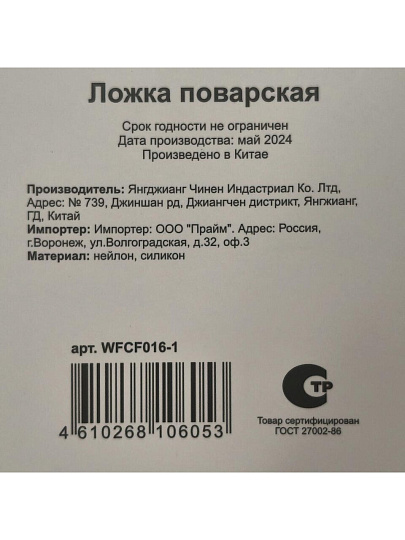 Ложка поварская
Срок годности не ограничен
Дата производства: май 2024
Произведено в Китае
Производитель: Янгджианг Чинен Индастриал Ко. Лтд,
Адрес: № 739, Джиншан рд, Джиангчен дистрикт, Янгжианг,
ГД, Китай
Импортер: Импортер: ООО "Прайм". Адрес: Россия,
г.Воронеж, ул.Волгоградская, д.32, оф.3
Материал: нейлон, силикон
арт. WFCF016-1
4 610268 106053
ТР
Товар сертифицирован
ГОСТ 27002-86